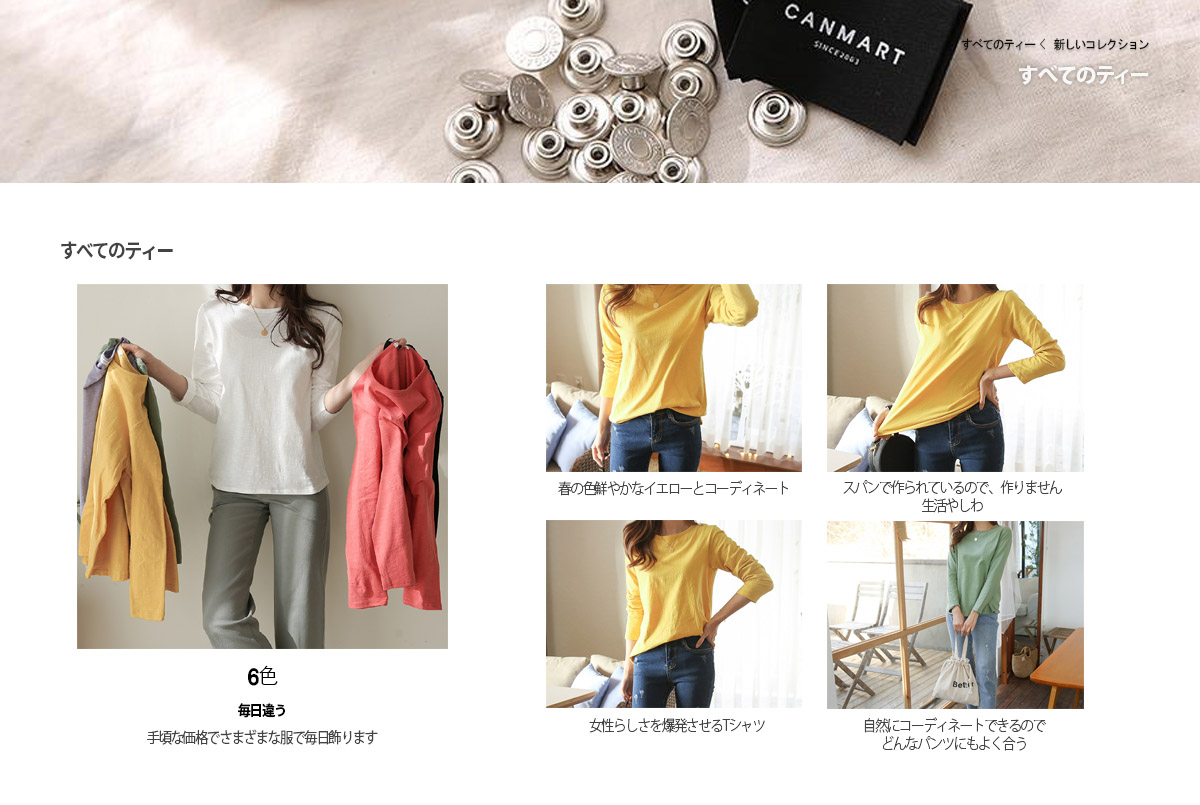 CANMART
SINCE2003
すべてのティー〈 新しいコレクション
すべてのティー
すべてのティー
6色
毎日違う
手頃な価格でさまざまな服で毎日飾ります
春の色鮮やかなイエローとコーディネート
スパンで作られているので、作りません
生活やしわ
女性らしさを爆発させるTシャツ
自然にコーディネートできるので
どんなパンツにもよく合う